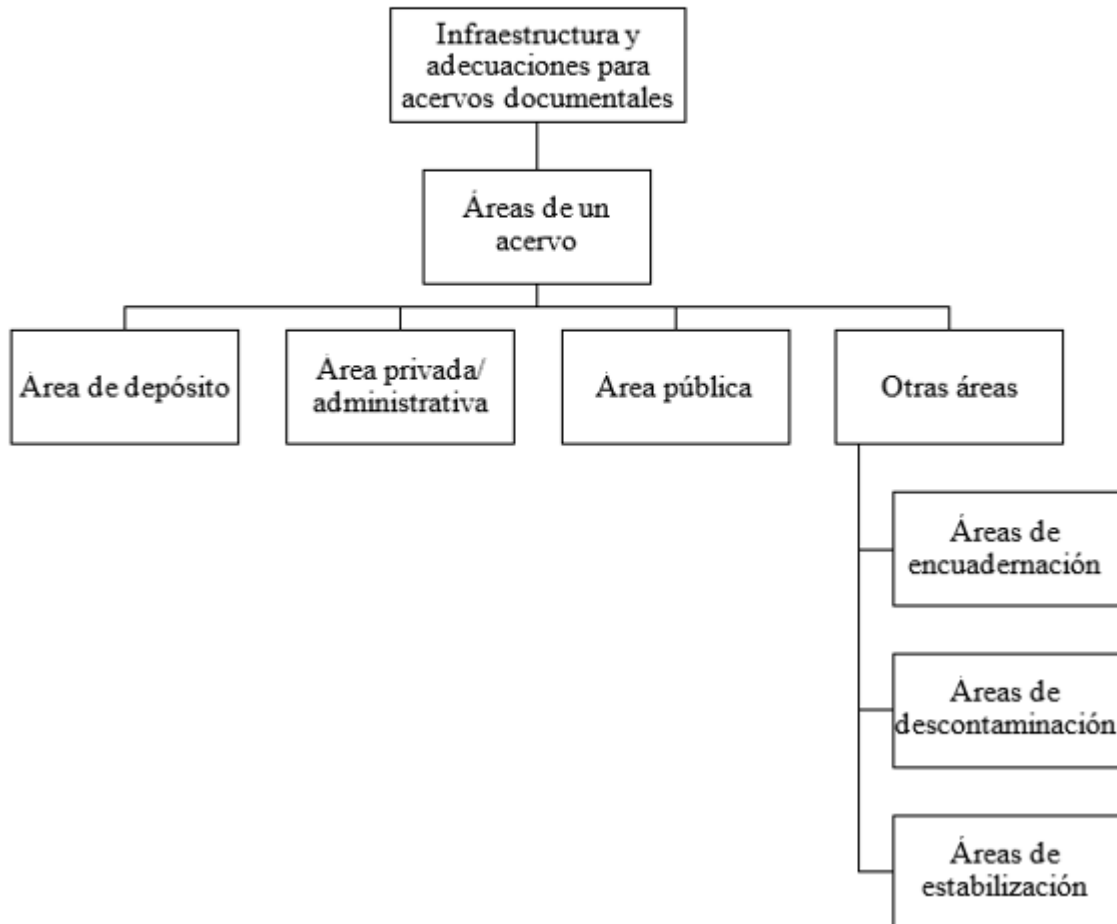 Infraestructura y
adecuaciones para
acervos documentales
Áreas de un
acervo
Área de depósito
Área privada/
administrativa
Área pública
Otras áreas
Áreas de
encuadernación
Áreas de
descontaminación
Áreas de
estabilización